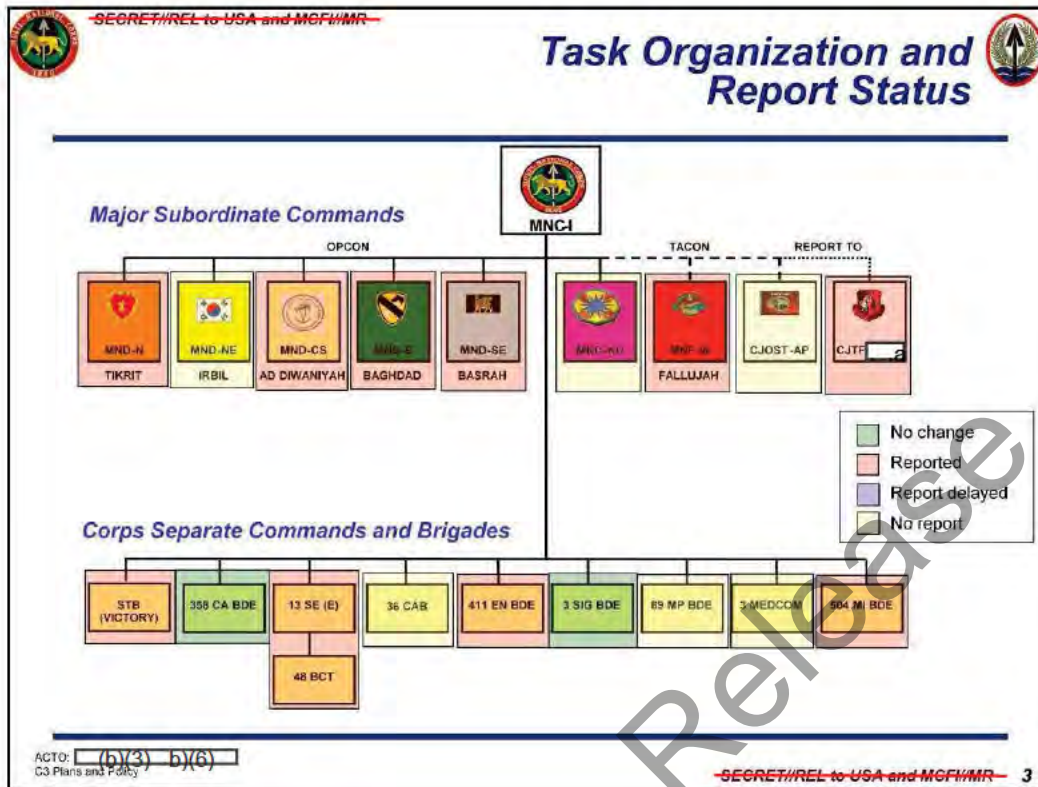 SECRET//REL to USA and MCFI//MR
Task Organization and
Report Status
MNC-I
Major Subordinate Commands
OPCON
TACON
REPORT TO
MND-N
MND-NE
MND-CS
MND-B
MND-SE
MNF-W
CJOST-AP
CJTF
a
TIKRIT
IRBIL
AD DIWANIYAH
BAGHDAD
BASRAH
FALLUJAH
No change
Reported
Report delayed
No report
Corps Separate Commands and Brigades
STB
(VICTORY)
358 CA BDE
13 SE (E)
36 CAB
411 EN BDE
3 SIG BDE
89 MP BDE
3 MEDCOM
504 MI BDE
48 BCT
Release
ACTO: (b)(3) b)(6)
C3 Plans and Policy
SECRET//REL to USA and MCFI//MR 3